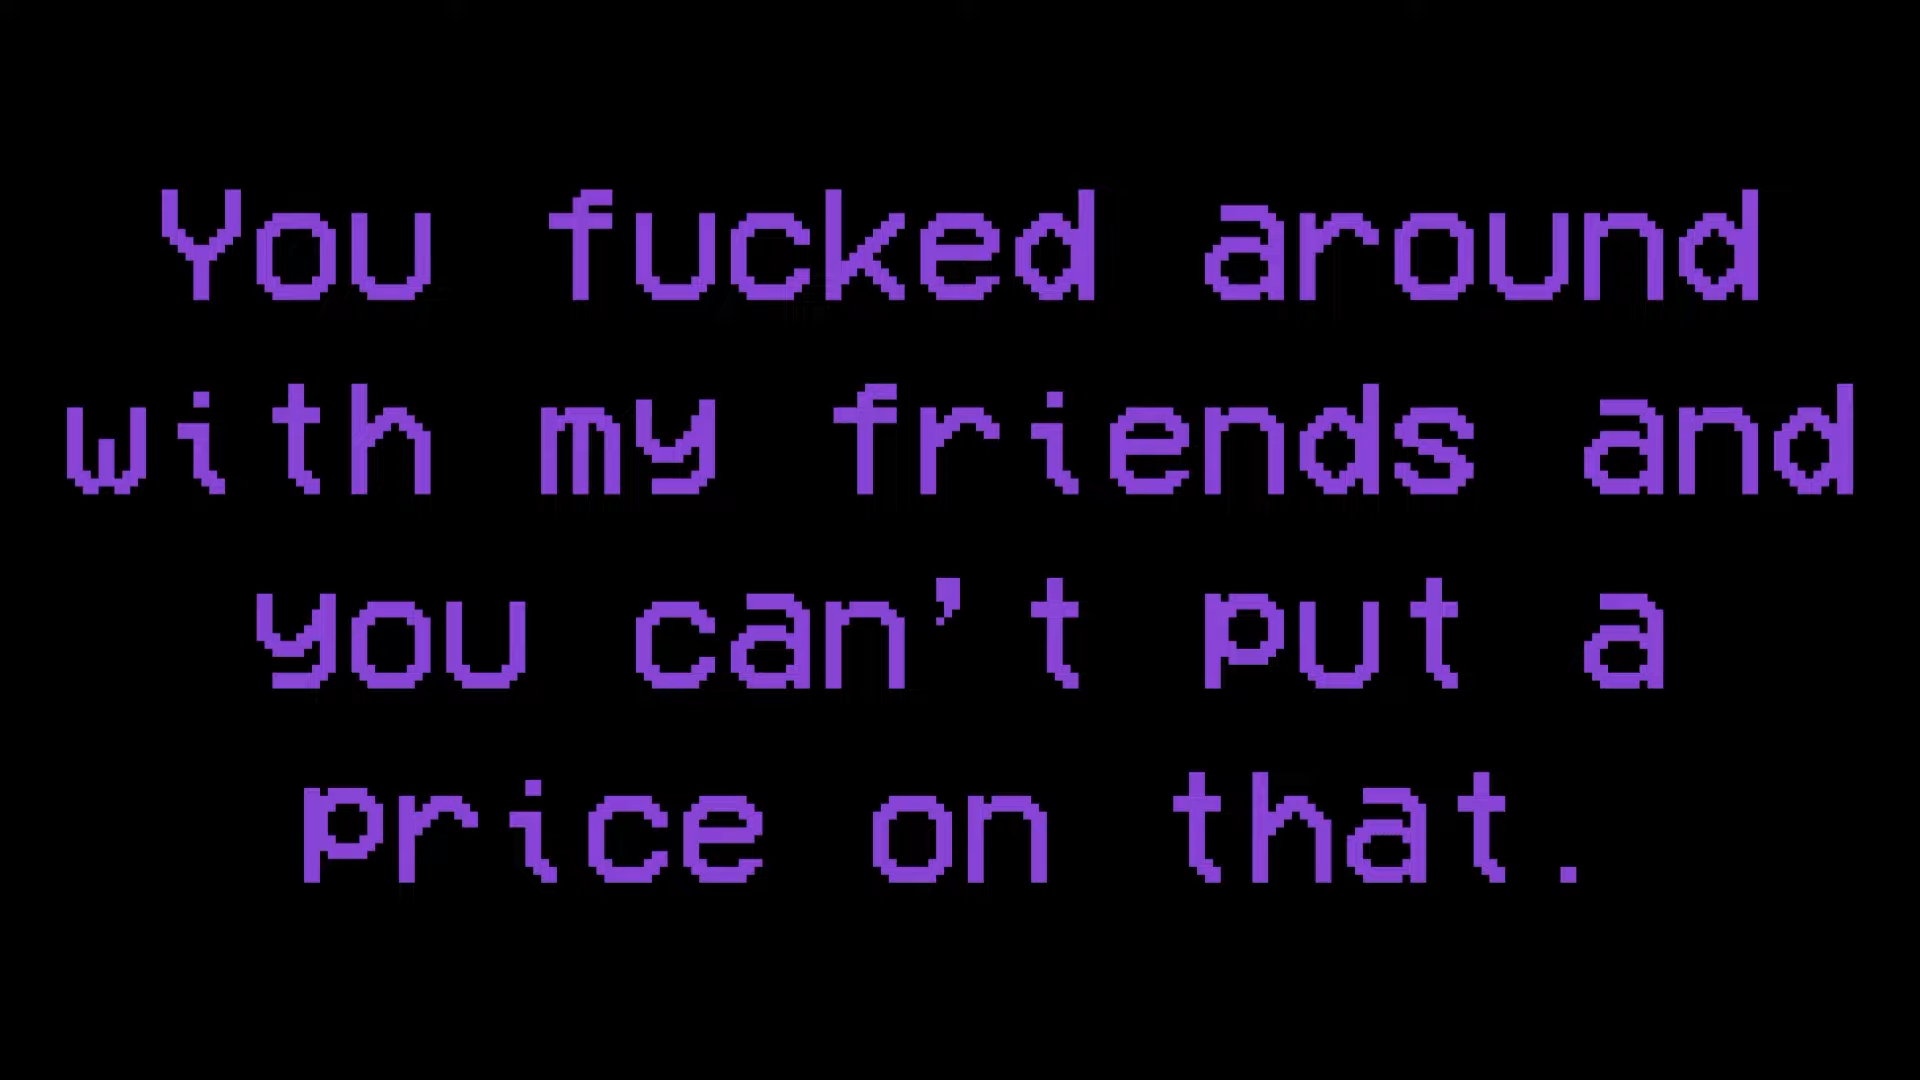 You fucked around
with my friends and
you can't put a
price on that.